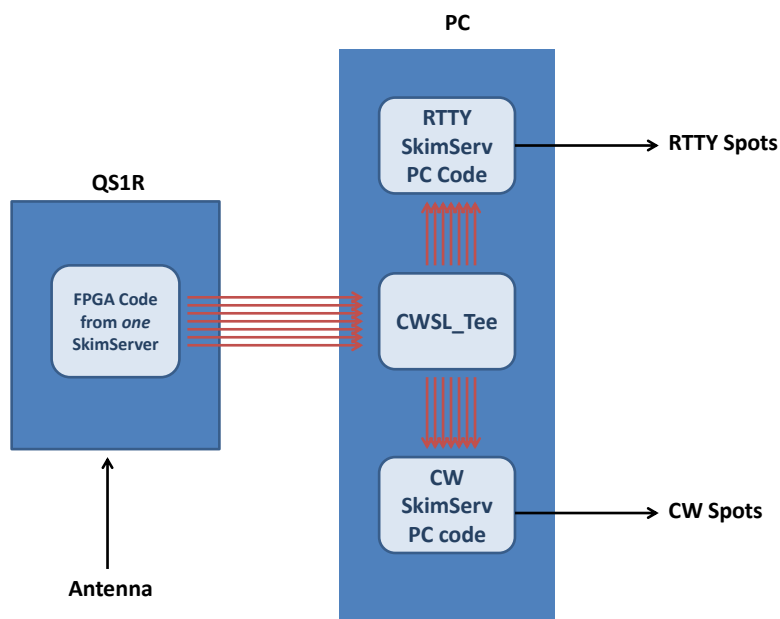 PC
RTTY
SkimServ
PC Code
RTTY Spots
QS1R
FPGA Code
from one
SkimServer
CWSL_Tee
CW
SkimServ
PC code
CW Spots
Antenna